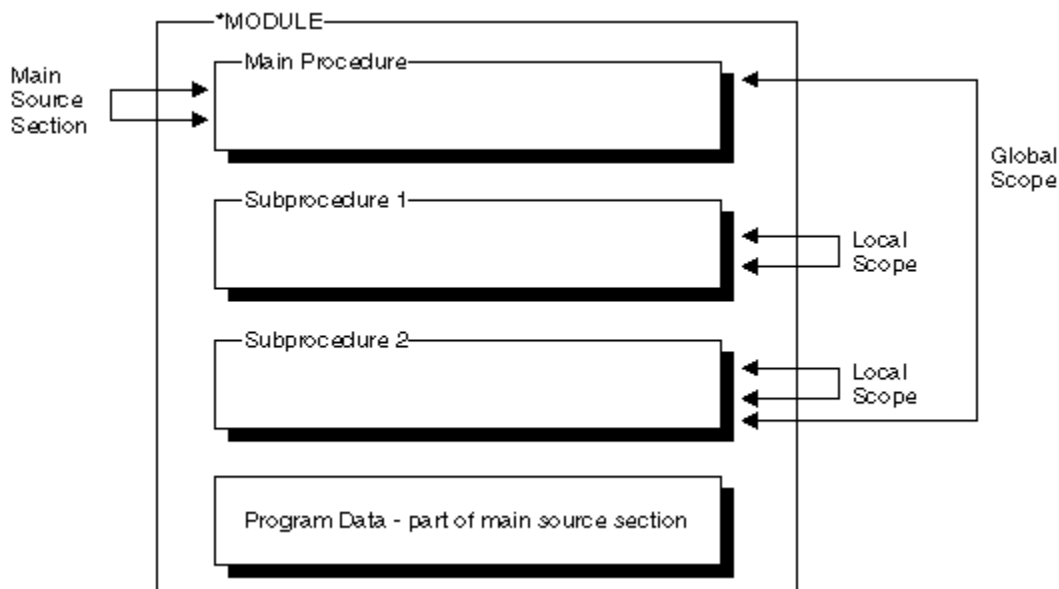 *MODULE
Main Procedure
Main
Source
Section
Global
Scope
Subprocedure 1
Local
Scope
Subprocedure 2
Local
Scope
Program Data - part of main source section